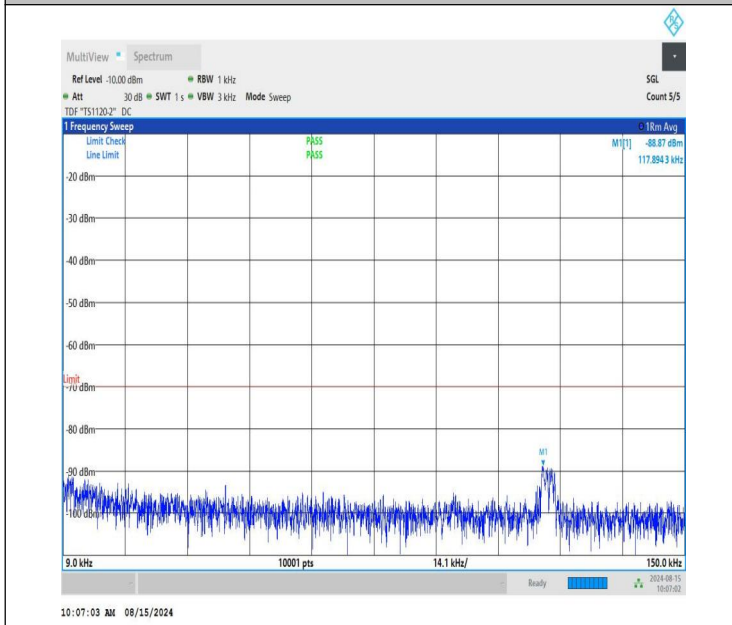 R&S
MultiView Spectrum
Ref Level -10.00 dBm RBW 1 kHz SGL
Att 30 dB SWT 1 s VBW 3 kHz Mode Sweep Count 5/5
TDF "TS1120-2" DC
1 Frequency Sweep 1Rm Avg
Limit Check PASS M1[1] -88.87 dBm
Line Limit PASS 117.894 3 kHz
-20 dBm
-30 dBm
-40 dBm
-50 dBm
-60 dBm
Limit
-70 dBm
-80 dBm
M1
-90 dBm
-100 dBm
9.0 kHz 10001 pts 14.1 kHz/ 150.0 kHz
Ready 2024-08-15
10:07:02
10:07:03 AM 08/15/2024